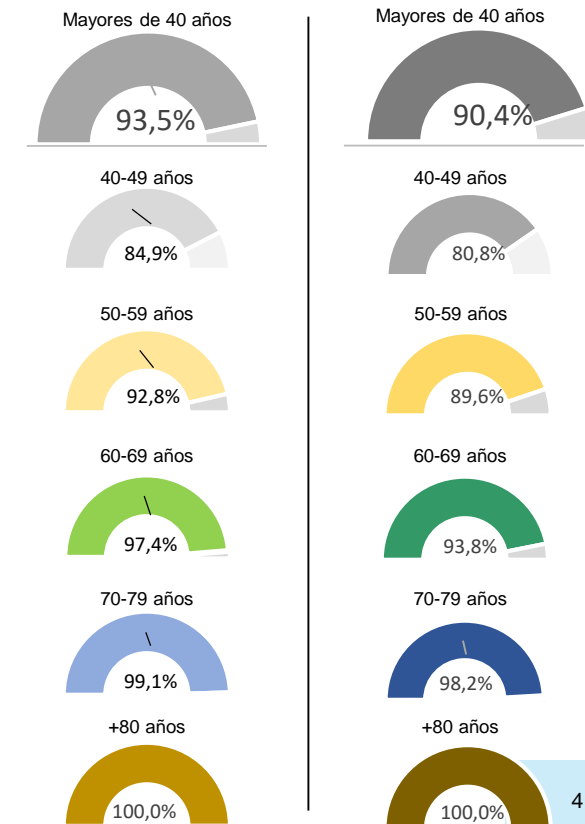 Mayores de 40 años
93,5%
40-49 años
84,9%
50-59 años
92,8%
60-69 años
97,4%
70-79 años
99,1%
+80 años
100,0%
Mayores de 40 años
90,4%
40-49 años
80,8%
50-59 años
89,6%
60-69 años
93,8%
70-79 años
98,2%
+80 años
100,0%
4